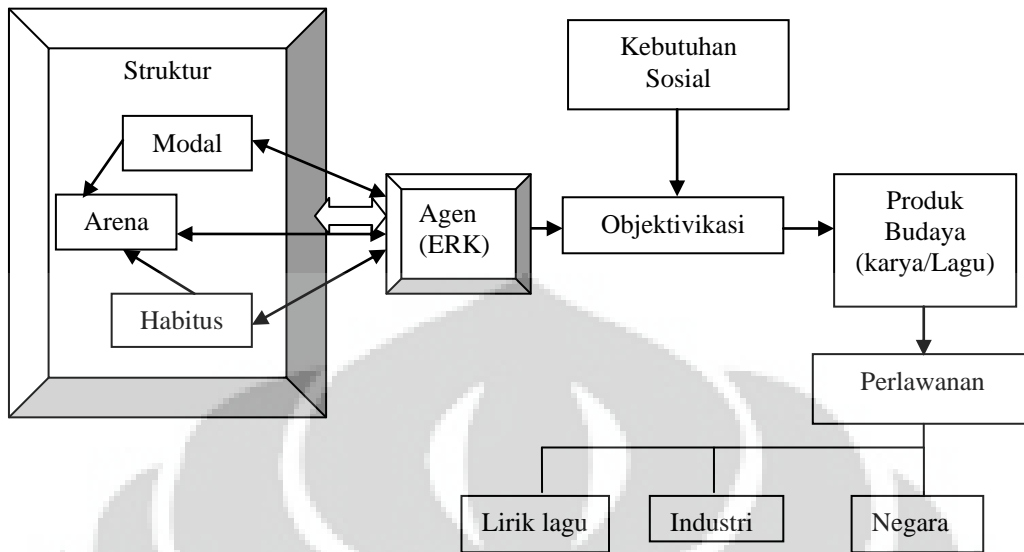 Struktur
Modal
Arena
Habitus
Agen
(ERK)
Kebutuhan
Sosial
Objektivikasi
Produk
Budaya
(karya/Lagu)
Perlawanan
Lirik lagu
Industri
Negara